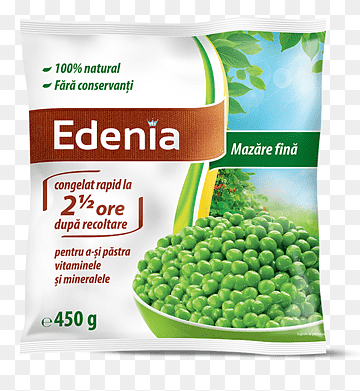 100% natural
Fără conservanți
Edenia
Mazăre fină
congelat rapid la
2½ ore
după recoltare
pentru a-și păstra
vitaminele
și mineralele
℮450 g